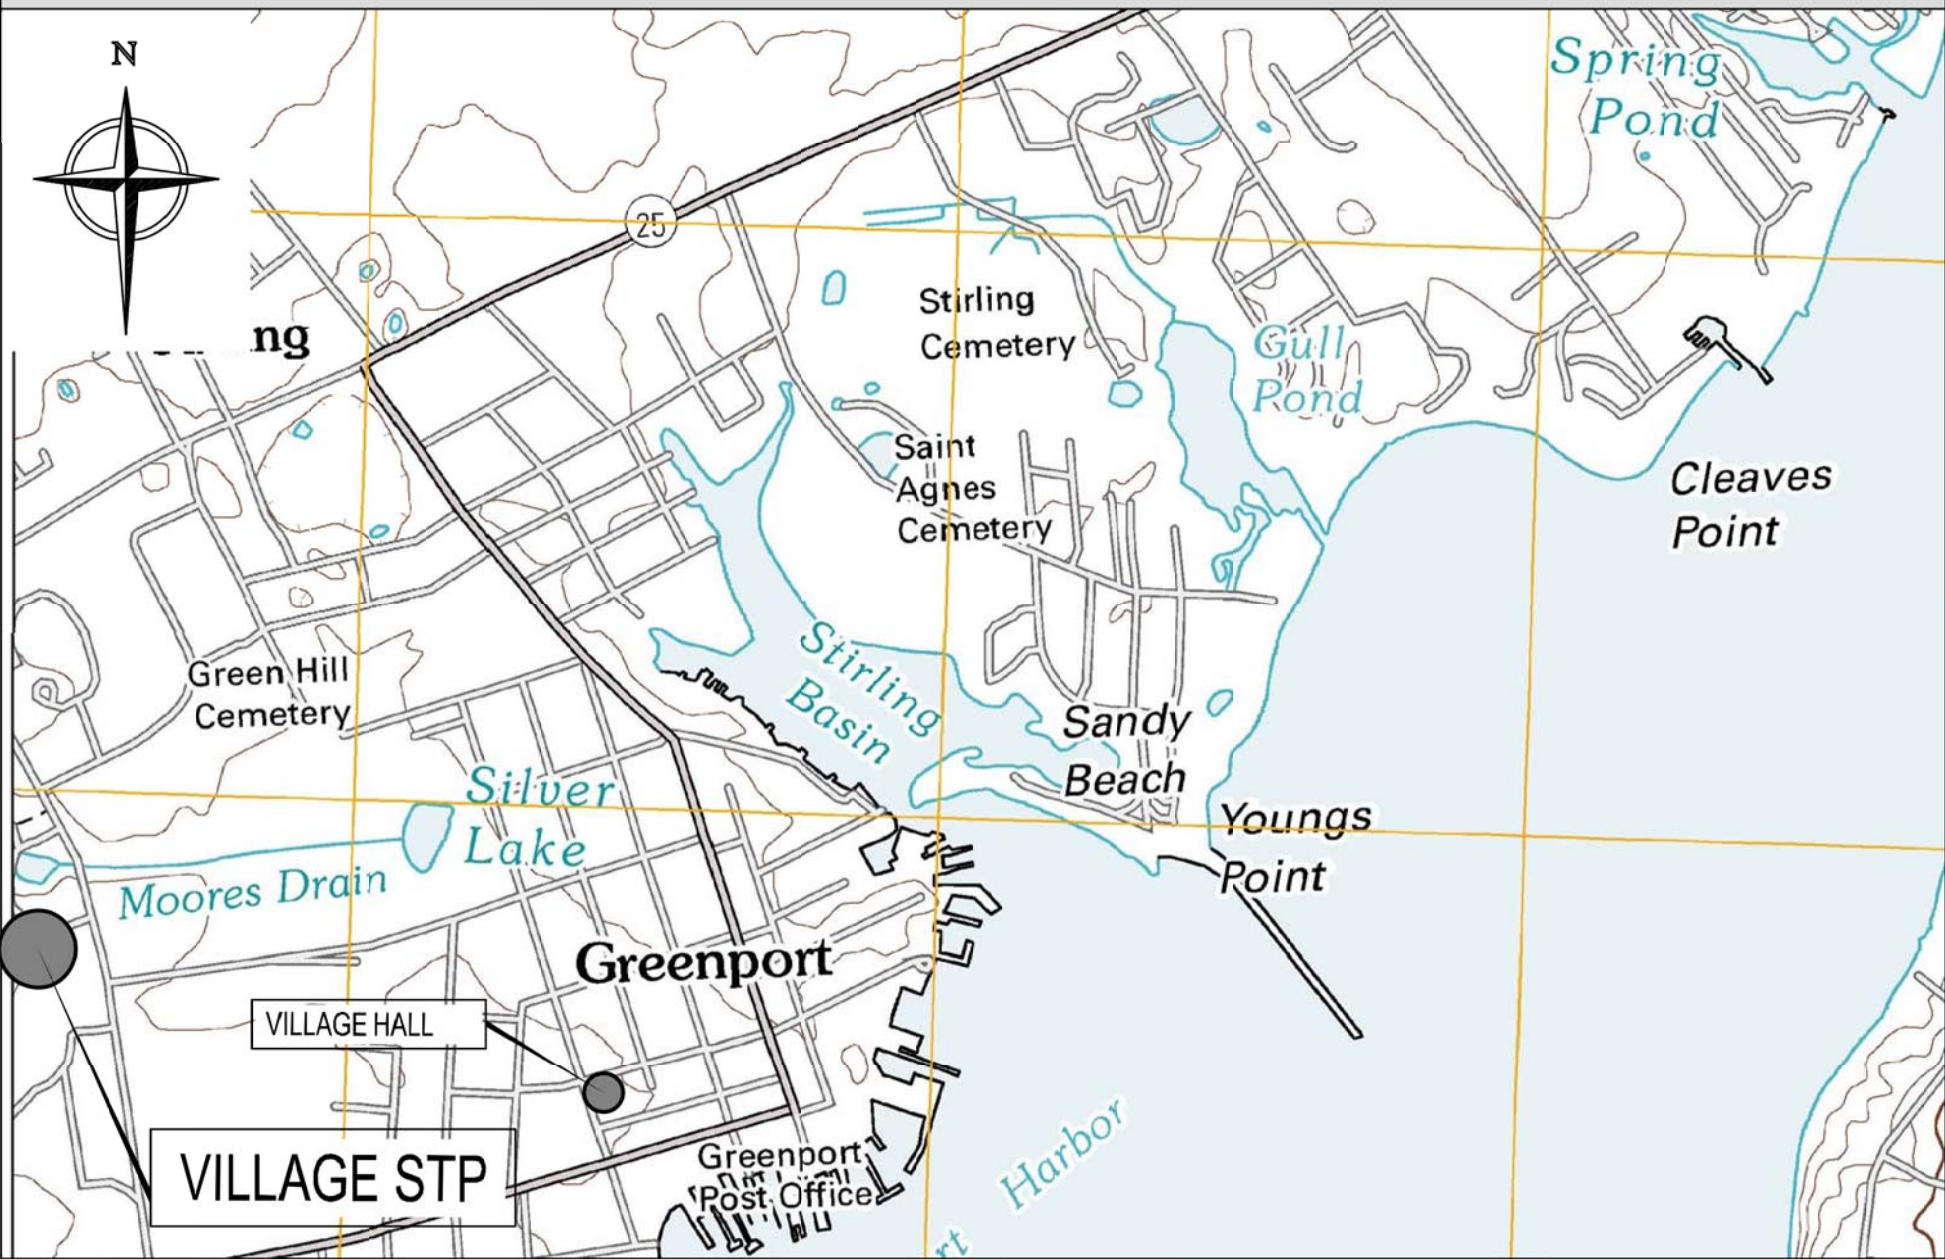 N
Spring
Pond
25
Stirling
Cemetery
ng
Gull
Pond
Saint
Agnes
Cemetery
Cleaves
Point
Stirling
Basin
Green Hill
Cemetery
Sandy
Beach
Silver
Lake
Youngs
Point
Moores Drain
Greenport
VILLAGE HALL
VILLAGE STP
Greenport
Post Office
Harbor
rt